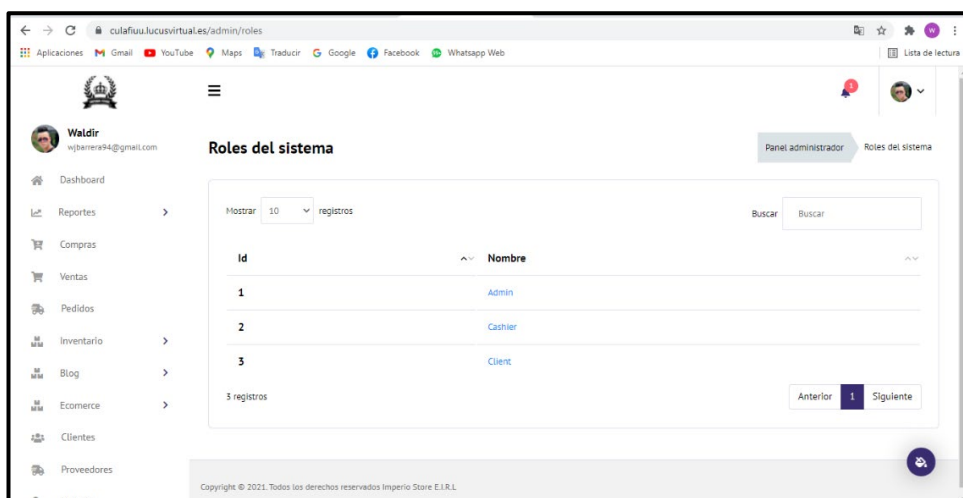 culafiuu.lucusvirtual.es/admin/roles
W
Aplicaciones Gmail YouTube Maps Traducir Google Facebook Whatsapp Web Lista de lectura
1
Waldir
wjbarrera94@gmail.com
Roles del sistema
Panel administrador Roles del sistema
Dashboard
Reportes
Compras
Ventas
Pedidos
Inventario
Blog
Ecomerce
Clientes
Proveedores
Mostrar 10 registros
Buscar Buscar
Id Nombre
1 Admin
2 Cashier
3 Client
3 registros
Anterior 1 Siguiente
Copyright © 2021. Todos los derechos reservados Imperio Store E.I.R.L